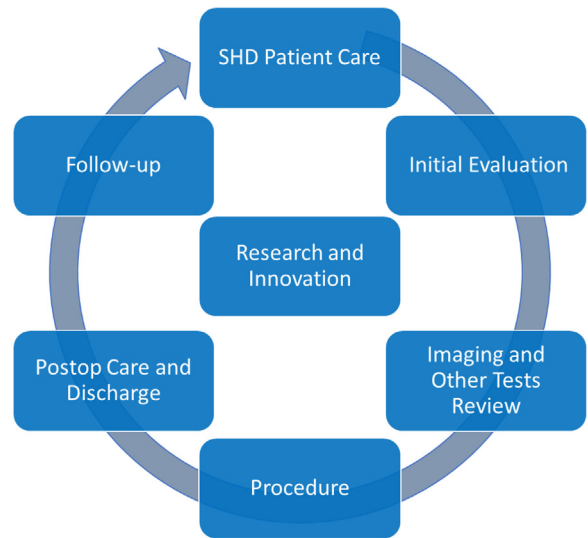 SHD Patient Care
Initial Evaluation
Imaging and
Other Tests
Review
Procedure
Postop Care and
Discharge
Follow-up
Research and
Innovation